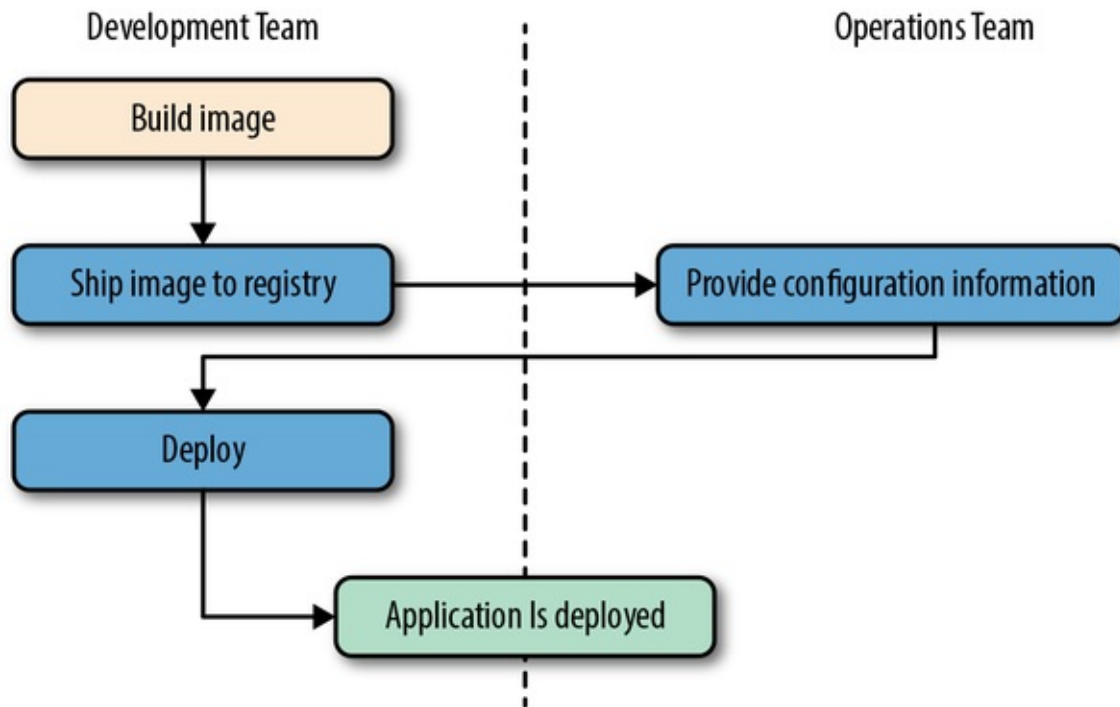 Development Team
Operations Team
Build image
Ship image to registry
Provide configuration information
Deploy
Application Is deployed